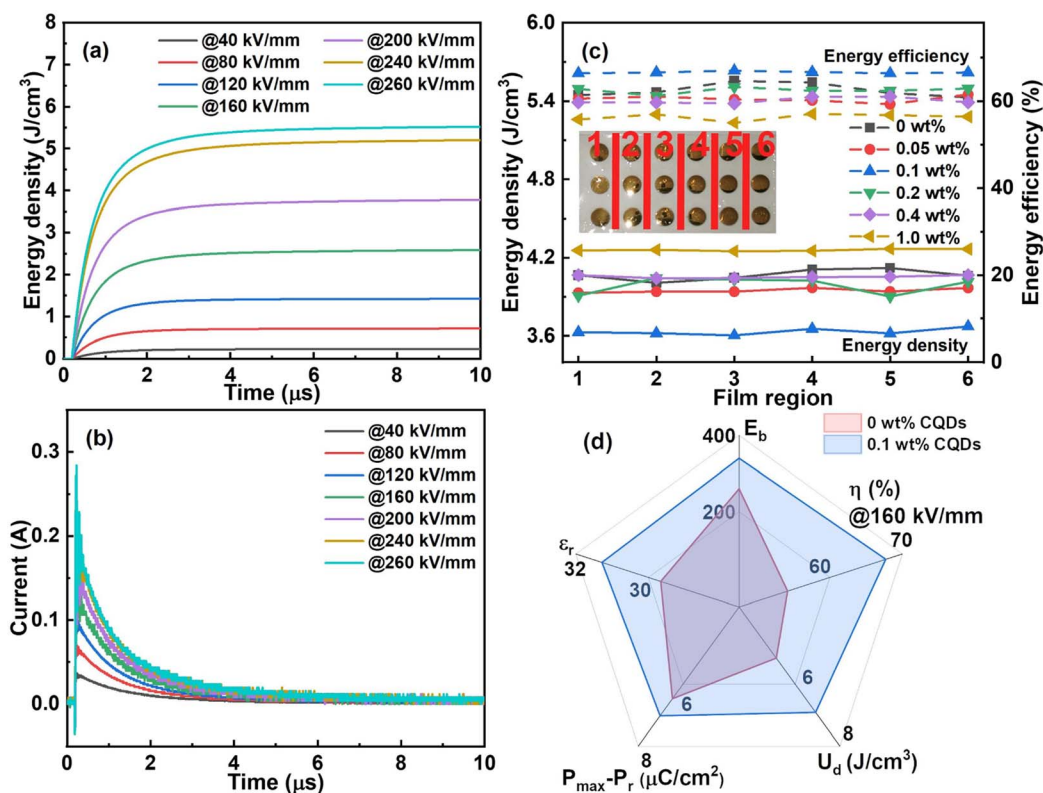 (a)
@40 kV/mm
@80 kV/mm
@120 kV/mm
@160 kV/mm
@200 kV/mm
@240 kV/mm
@260 kV/mm
8
7
6
5
4
3
2
1
0
Energy density (J/cm³)
0 2 4 6 8 10
Time (μs)
(b)
@40 kV/mm
@80 kV/mm
@120 kV/mm
@160 kV/mm
@200 kV/mm
@240 kV/mm
@260 kV/mm
0.3
0.2
0.1
0.0
Current (A)
0 2 4 6 8 10
Time (μs)
(c)
Energy efficiency
6.0
5.4
4.8
4.2
3.6
Energy density (J/cm³)
1 2 3 4 5 6
0 wt%
0.05 wt%
0.1 wt%
0.2 wt%
0.4 wt%
1.0 wt%
60
40
20
0
Energy efficiency (%)
Energy density
1 2 3 4 5 6
Film region
(d)
0 wt% CQDs
0.1 wt% CQDs
E_b
400
200
η (%)
@160 kV/mm
70
60
ε_r
32
30
6
6
8
8
P_max-P_r (μC/cm²)
U_d (J/cm³)